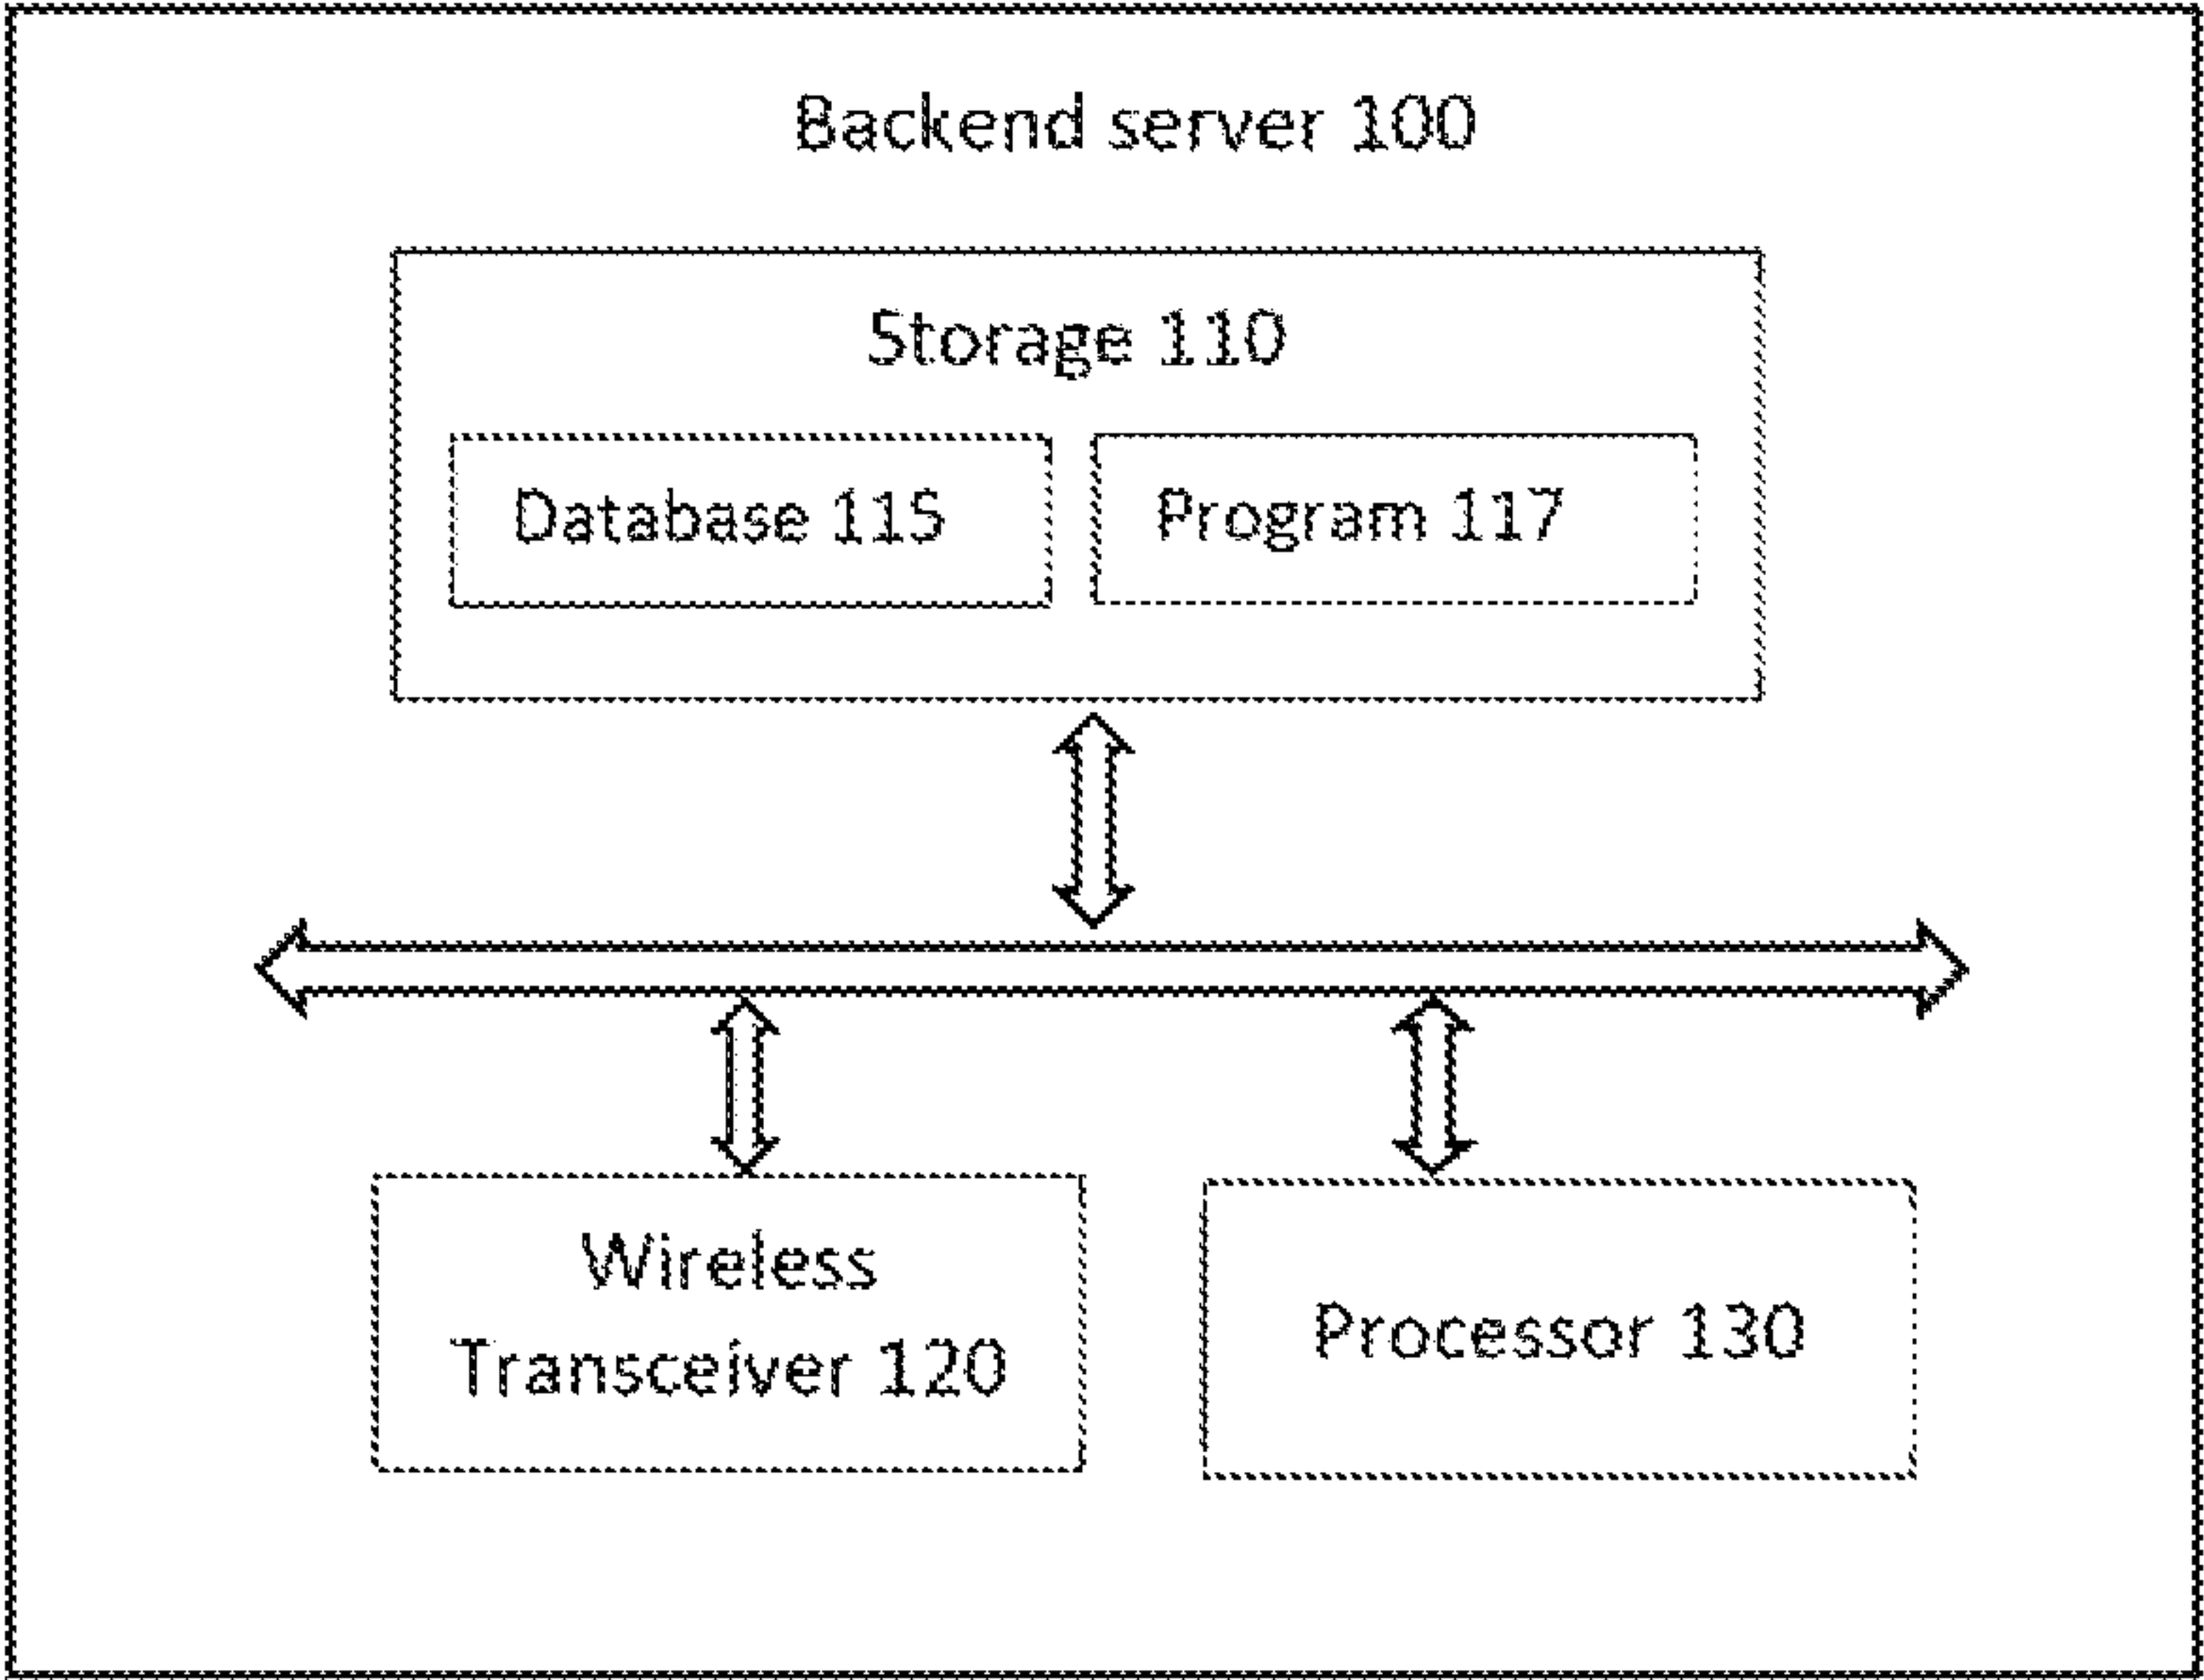 Backend server 100
Storage 110
Database 115
Program 117
Wireless
Transceiver 120
Processor 130